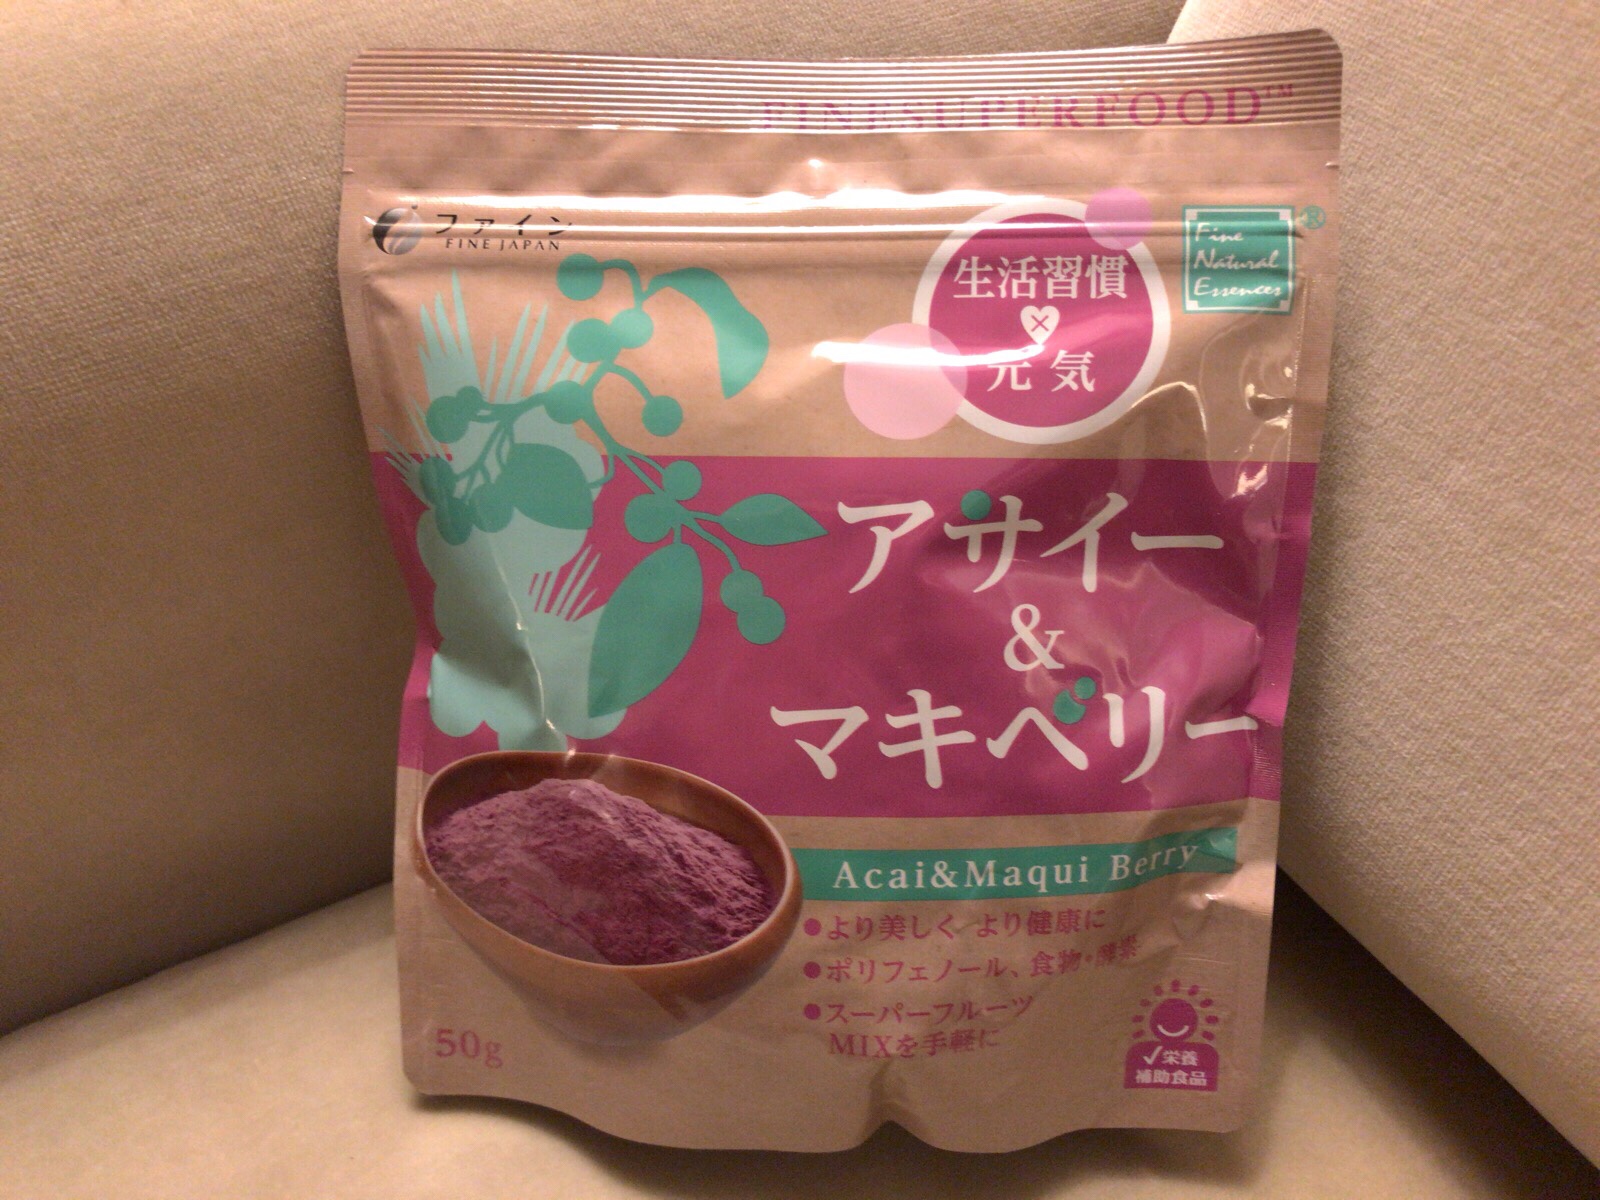 FINESUPERFOOD™
ファイン
FINE JAPAN
生活習慣
×
元気
Fine
Natural
Essences
®
アサイー
&
マキベリー
Acai&Maqui Berry
●より美しく より健康に
●ポリフェノール、食物・酵素
●スーパーフルーツ
MIXを手軽に
50g
✓栄養
補助食品